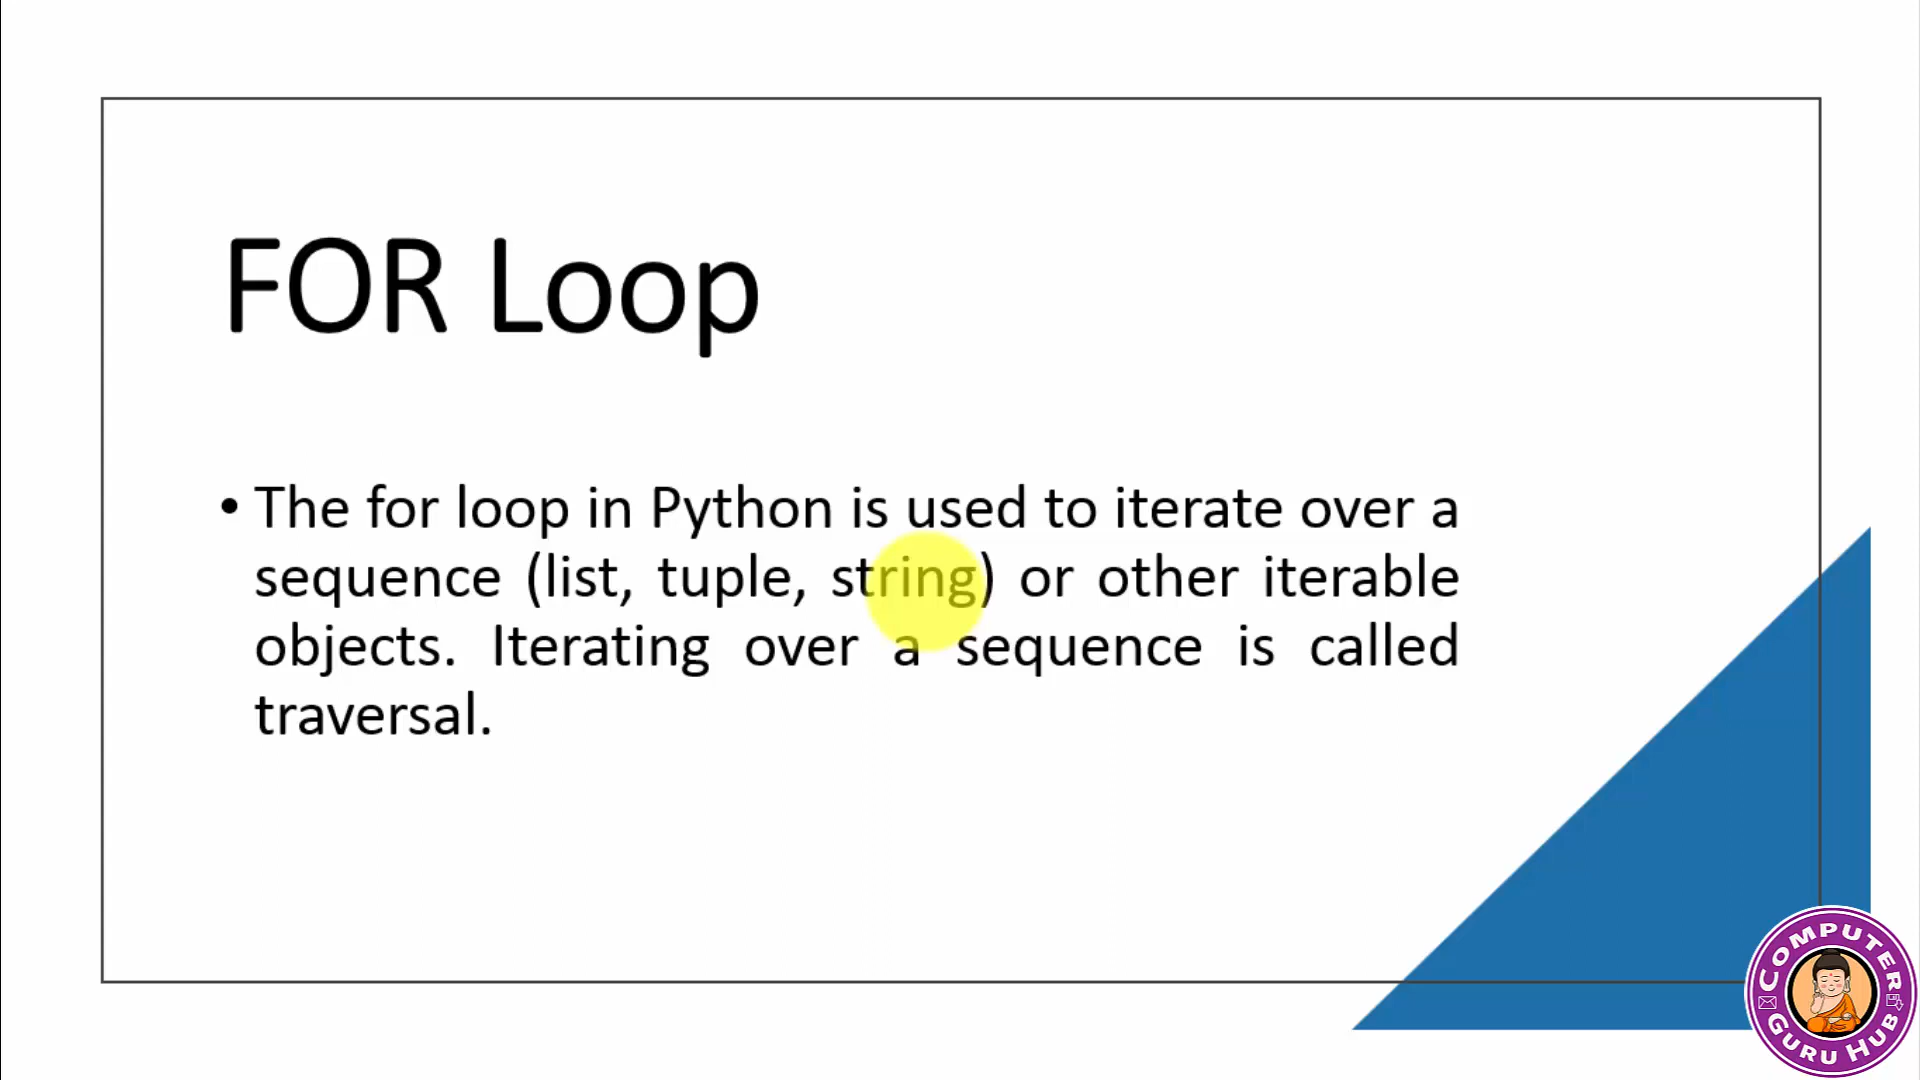 FOR Loop
• The for loop in Python is used to iterate over a
sequence (list, tuple, string) or other iterable
objects. Iterating over a sequence is called
traversal.
COMPUTER
GURU HUB